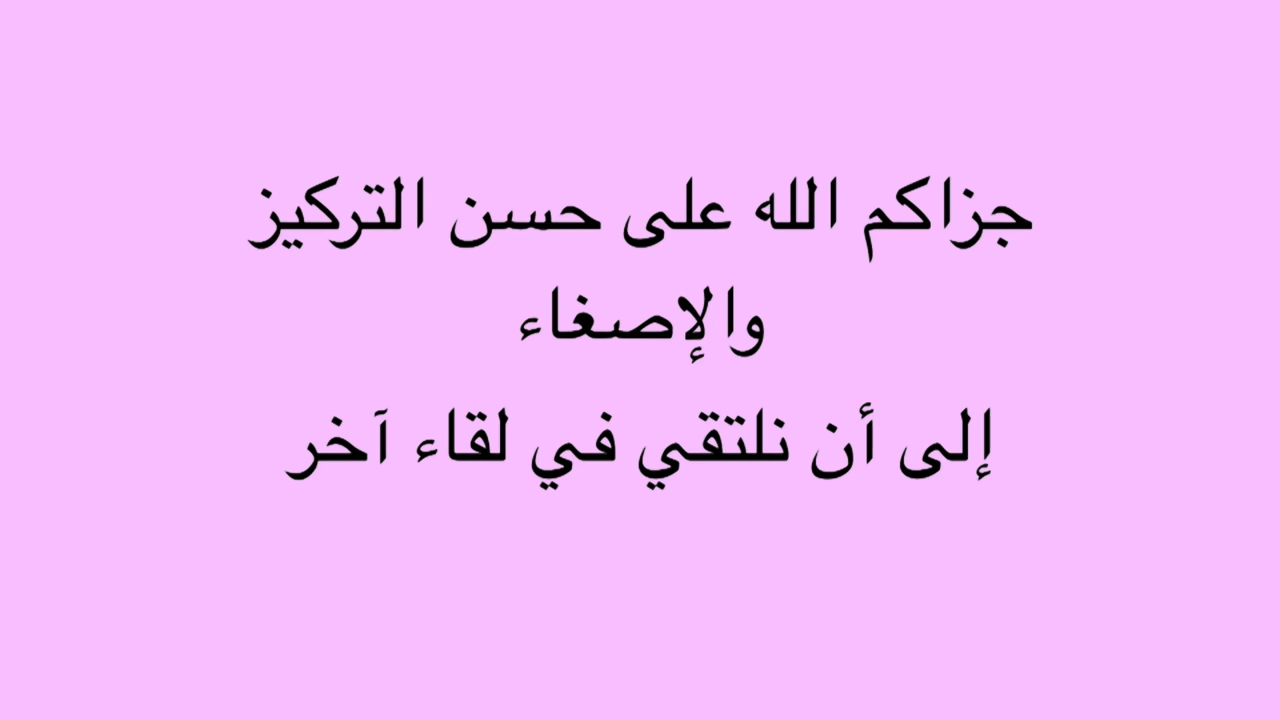 جزاكم الله على حسن التركيز
والإصغاء
إلى أن نلتقي في لقاء آخر